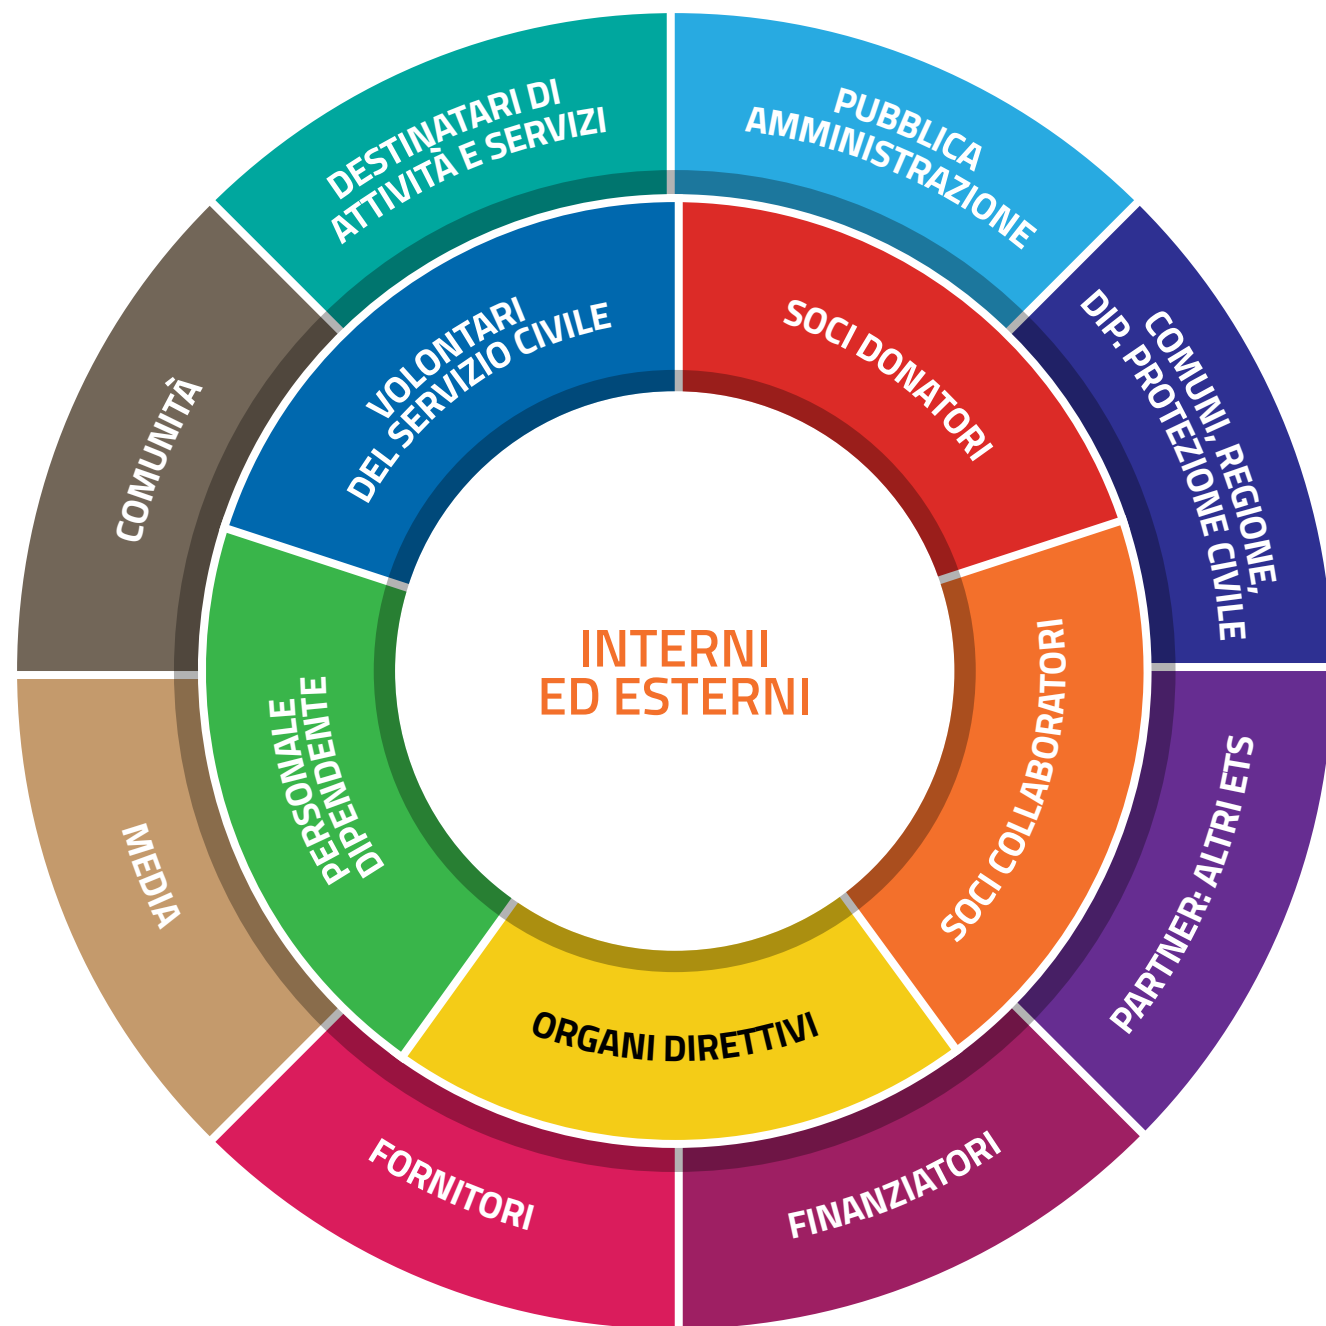 DESTINATARI DI
ATTIVITÀ E SERVIZI
PUBBLICA
AMMINISTRAZIONE
COMUNI, REGIONE,
DIP. PROTEZIONE CIVILE
PARTNER: ALTRI ETS
FINANZIATORI
FORNITORI
MEDIA
COMUNITÀ
VOLONTARI
DEL SERVIZIO CIVILE
SOCI DONATORI
SOCI COLLABORATORI
ORGANI DIRETTIVI
PERSONALE
DIPENDENTE
INTERNI
ED ESTERNI